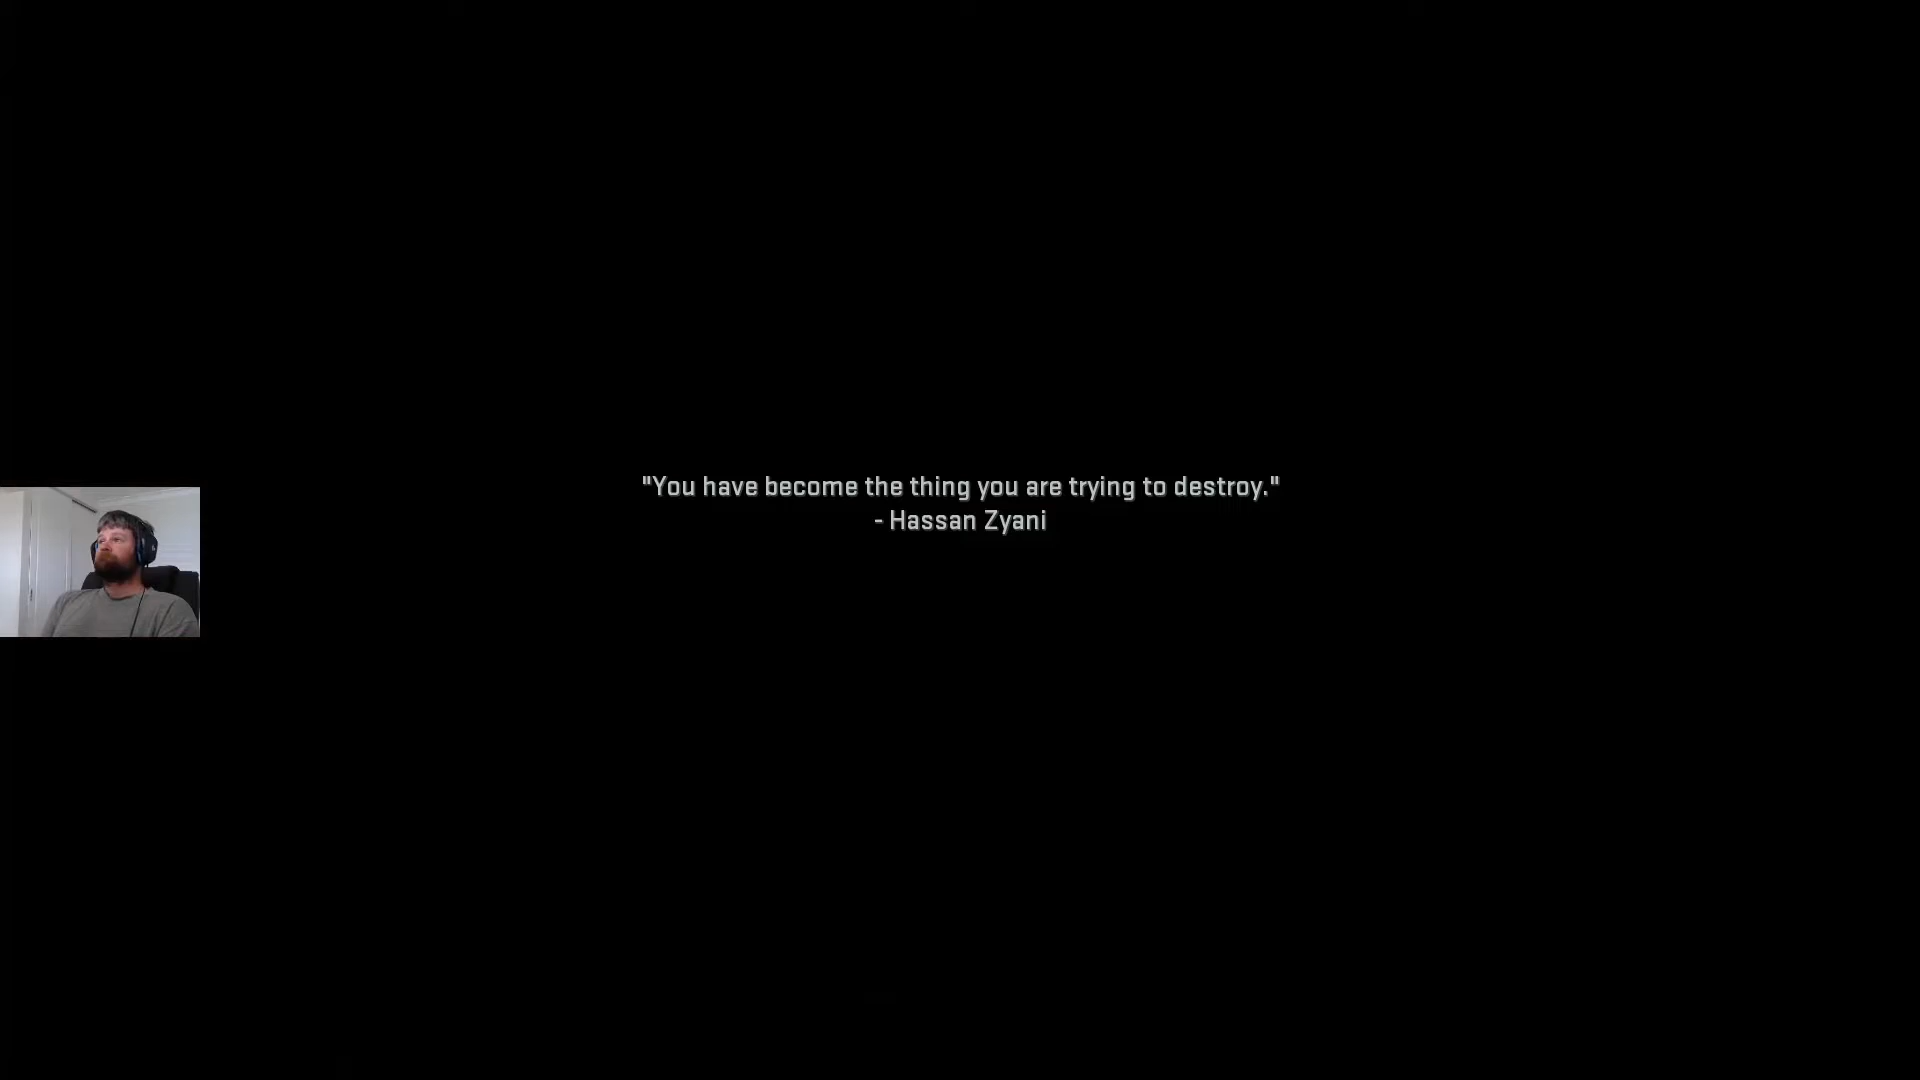 "You have become the thing you are trying to destroy."
- Hassan Zyani